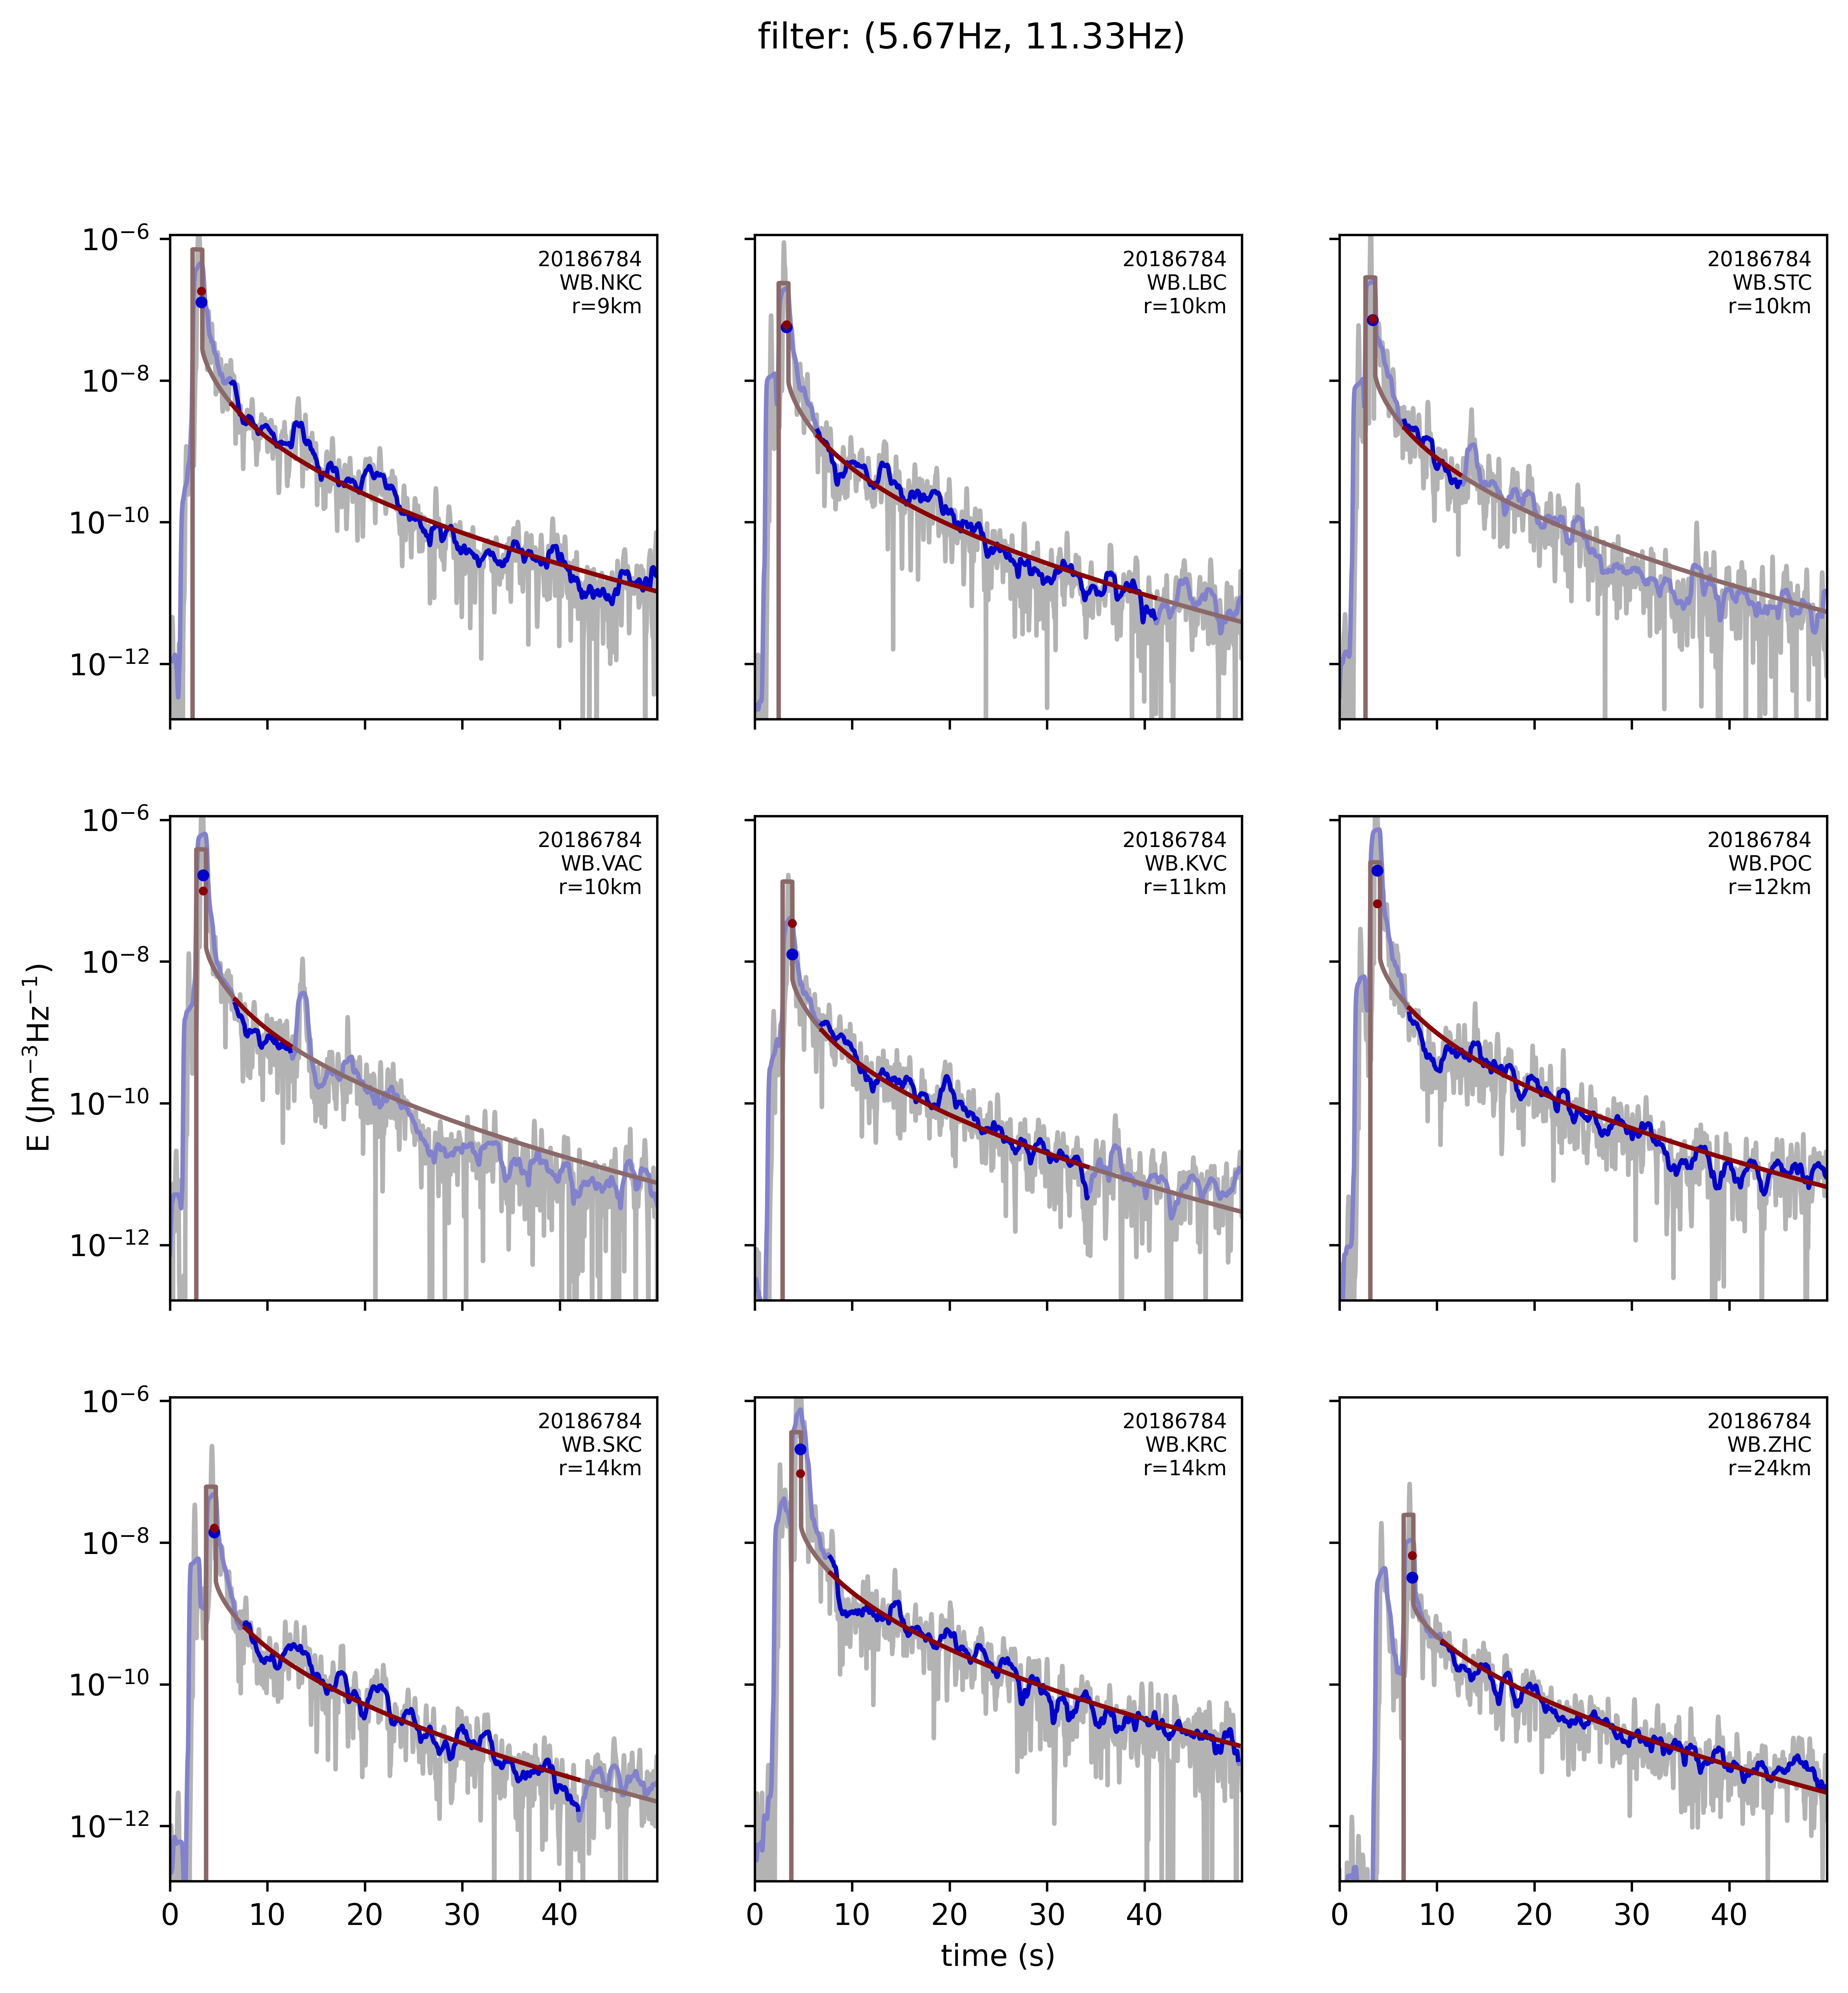 filter: (5.67Hz, 11.33Hz)
10⁻⁶
10⁻⁸
10⁻¹⁰
10⁻¹²
20186784
WB.NKC
r=9km
20186784
WB.LBC
r=10km
20186784
WB.STC
r=10km
E (Jm⁻³Hz⁻¹)
10⁻⁶
10⁻⁸
10⁻¹⁰
10⁻¹²
20186784
WB.VAC
r=10km
20186784
WB.KVC
r=11km
20186784
WB.POC
r=12km
10⁻⁶
10⁻⁸
10⁻¹⁰
10⁻¹²
20186784
WB.SKC
r=14km
20186784
WB.KRC
r=14km
20186784
WB.ZHC
r=24km
0 10 20 30 40
0 10 20 30 40
0 10 20 30 40
time (s)